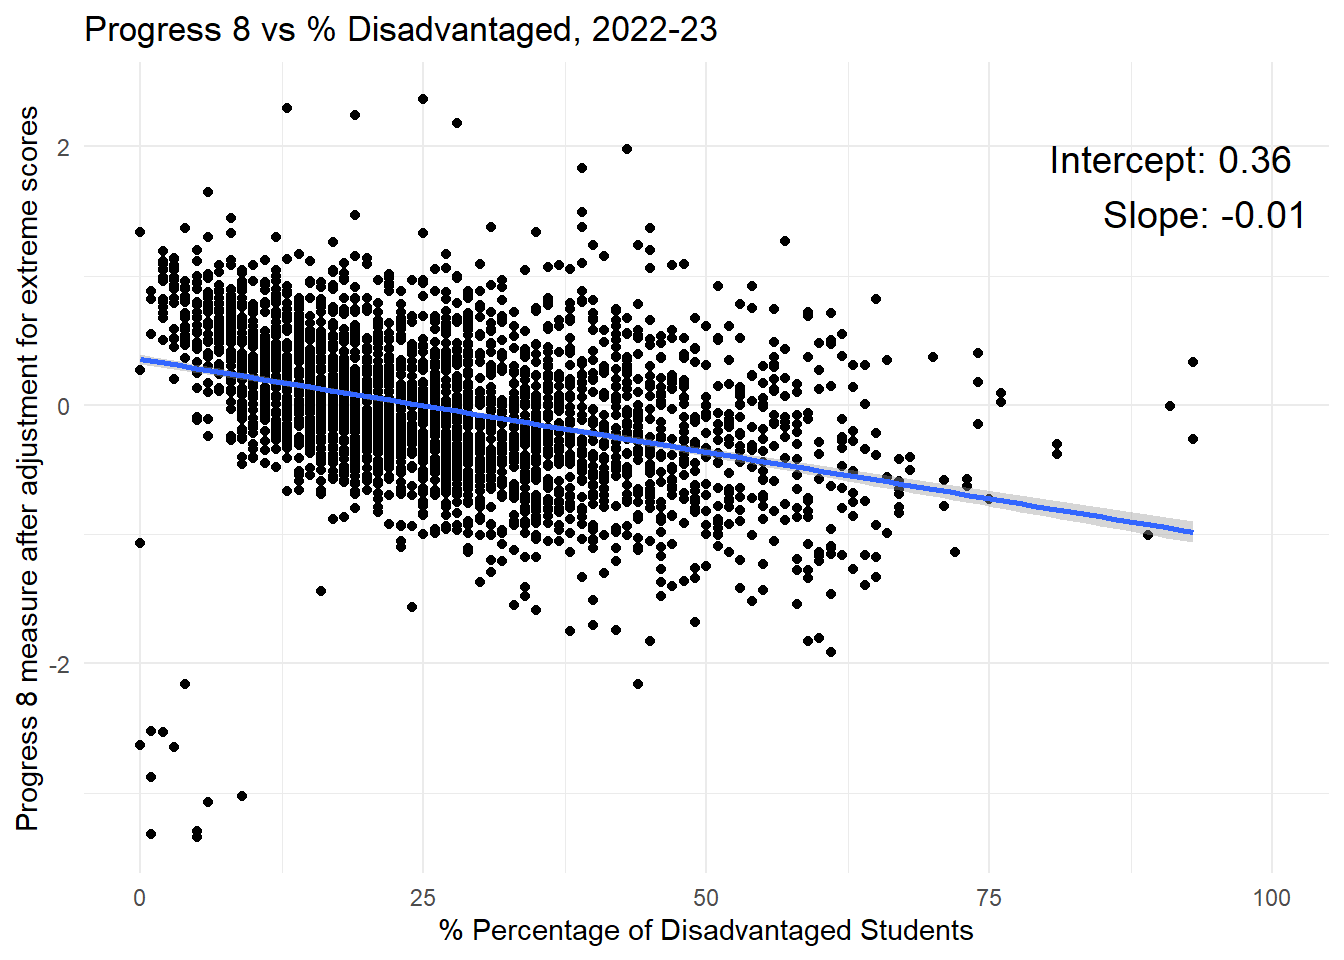 Progress 8 vs % Disadvantaged, 2022-23
Progress 8 measure after adjustment for extreme scores
2
0
-2
Intercept: 0.36
Slope: -0.01
0
25
50
75
100
% Percentage of Disadvantaged Students